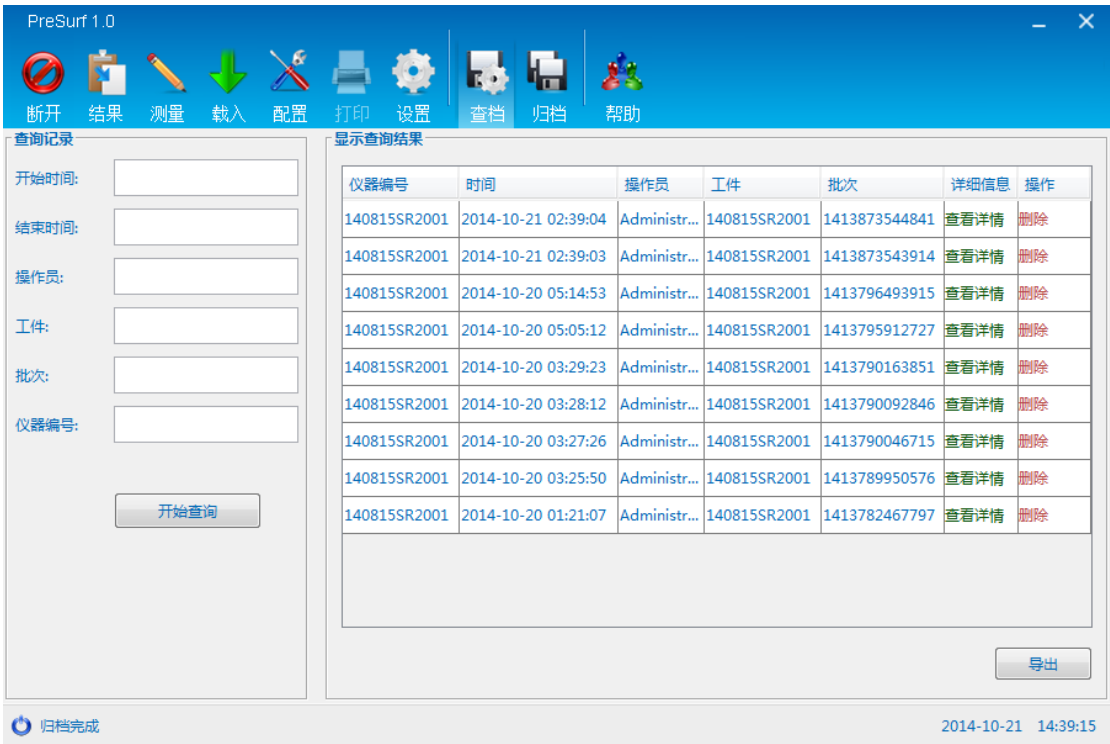 PreSurf 1.0
断开 结果 测量 载入 配置 打印 设置 查档 归档 帮助
查询记录
开始时间:
结束时间:
操作员:
工件:
批次:
仪器编号:
开始查询
显示查询结果
仪器编号 时间 操作员 工件 批次 详细信息 操作
140815SR2001 2014-10-21 02:39:04 Administr... 140815SR2001 1413873544841 查看详情 删除
140815SR2001 2014-10-21 02:39:03 Administr... 140815SR2001 1413873543914 查看详情 删除
140815SR2001 2014-10-20 05:14:53 Administr... 140815SR2001 1413796493915 查看详情 删除
140815SR2001 2014-10-20 05:05:12 Administr... 140815SR2001 1413795912727 查看详情 删除
140815SR2001 2014-10-20 03:29:23 Administr... 140815SR2001 1413790163851 查看详情 删除
140815SR2001 2014-10-20 03:28:12 Administr... 140815SR2001 1413790092846 查看详情 删除
140815SR2001 2014-10-20 03:27:26 Administr... 140815SR2001 1413790046715 查看详情 删除
140815SR2001 2014-10-20 03:25:50 Administr... 140815SR2001 1413789950576 查看详情 删除
140815SR2001 2014-10-20 01:21:07 Administr... 140815SR2001 1413782467797 查看详情 删除
导出
归档完成 2014-10-21 14:39:15